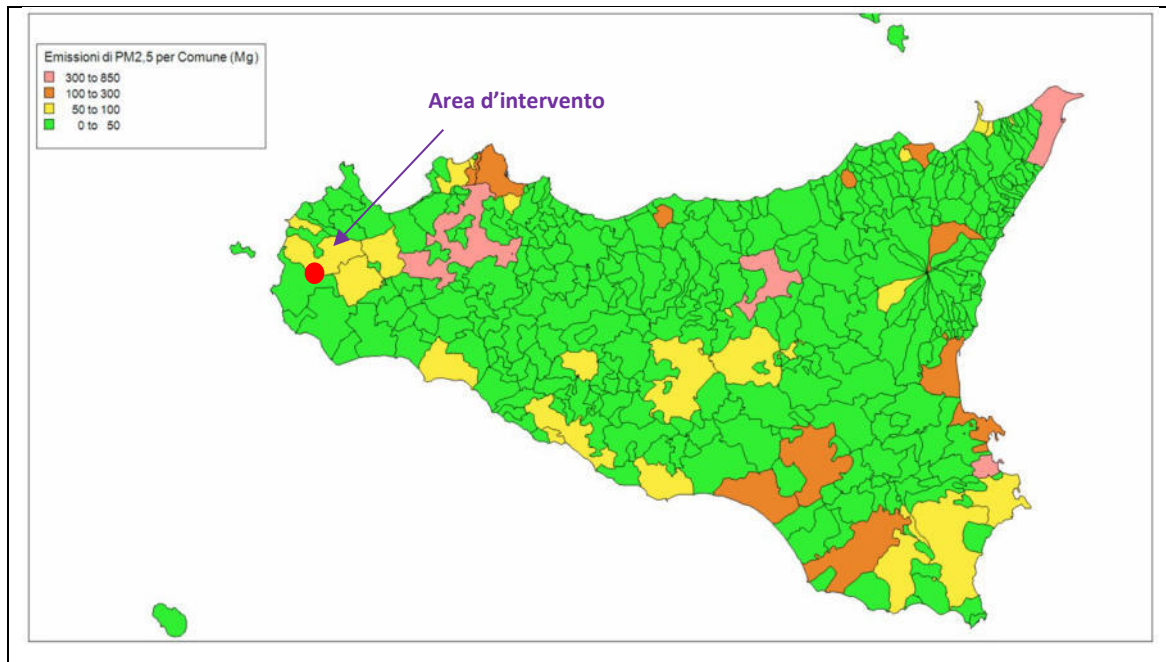 Emissioni di PM2,5 per Comune (Mg)
300 to 850
100 to 300
50 to 100
0 to 50
Area d'intervento